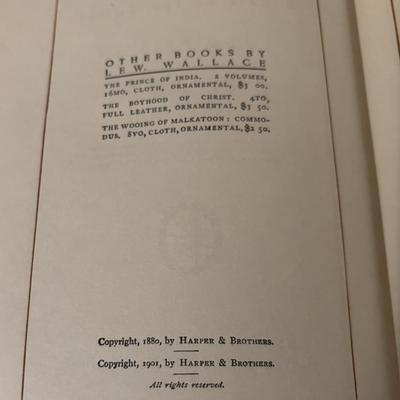 OTHER BOOKS BY
LEW. WALLACE
THE PRINCE OF INDIA. 2 VOLUMES,
16MO, CLOTH, ORNAMENTAL, $3 00.
THE BOYHOOD OF CHRIST. 4TO,
FULL LEATHER, ORNAMENTAL, $3 50.
THE WOOING OF MALKATOON: COMMO-
DUS. 8VO, CLOTH, ORNAMENTAL, $2 50.
Copyright, 1880, by HARPER & BROTHERS.
Copyright, 1901, by HARPER & BROTHERS.
All rights reserved.